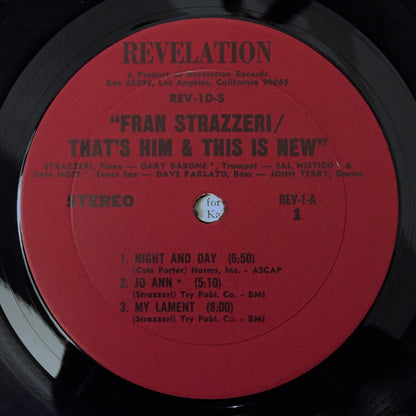 REVELATION
A Product of Revelation Records
Box 65593, Los Angeles, California 90065
REV-10-S
"FRAN STRAZZERI/
THAT'S HIM & THIS IS NEW"
STRAZZERI, Piano — GARY BARONE*, Trumpet — SAL NISTICO &
SAM MOST*, Tenor Sax — DAVE PARLATO, Bass — JOHN TERRY, Drums
STEREO
REV-1-A
1
for
Ka
1. NIGHT AND DAY (6:50)
(Cole Porter) Harms, Inc. - ASCAP
2. JO ANN * (5:10)
(Strazzeri) Try Publ. Co. - BMI
3. MY LAMENT (8:00)
(Strazzeri) Try Publ. Co. - BMI